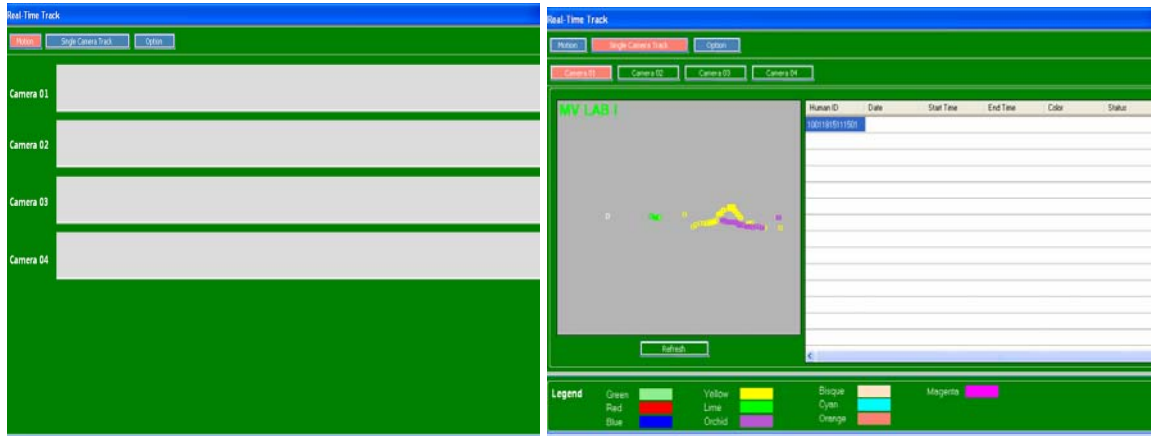 Real-Time Track
Motion Single Camera Track Option
Camera 01
Camera 02
Camera 03
Camera 04
Real-Time Track
Motion Single Camera Track Option
Camera 01 Camera 02 Camera 03 Camera 04
MV LAB I
Human ID Date Start Time End Time Color Status
Refresh
Legend Green Yellow Bisque Magenta
Red Lime Cyan
Blue Orchid Orange